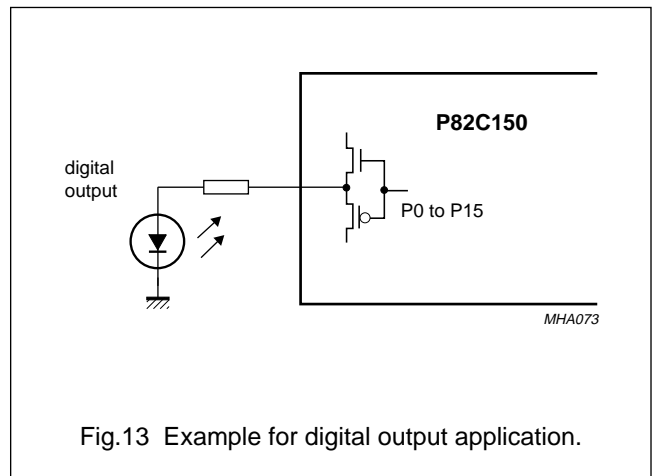 P82C150
digital
output
P0 to P15
MHA073
Fig.13 Example for digital output application.